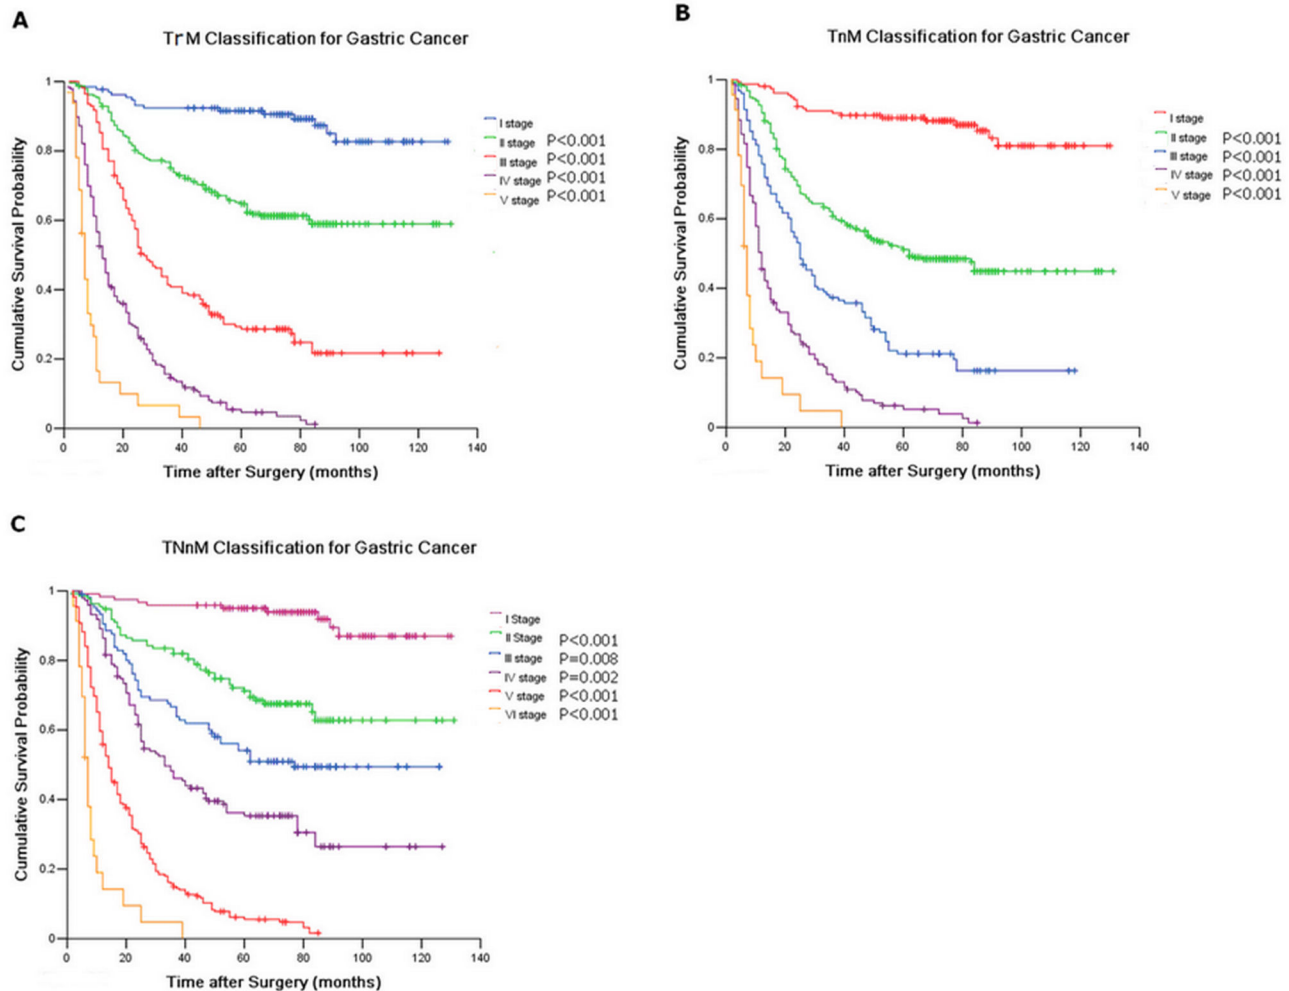 A
TrM Classification for Gastric Cancer
1
0.8
0.6
0.4
0.2
0
Cumulative Survival Probability
0 20 40 60 80 100 120 140
Time after Surgery (months)
I stage
II stage P<0.001
III stage P<0.001
IV stage P<0.001
V stage P<0.001
B
TnM Classification for Gastric Cancer
1
0.8
0.6
0.4
0.2
0
Cumulative Survival Probability
0 20 40 60 80 100 120 140
Time after Surgery (months)
I stage
II stage P<0.001
III stage P<0.001
IV stage P<0.001
V stage P<0.001
C
TNnM Classification for Gastric Cancer
1
0.8
0.6
0.4
0.2
0
Cumulative Survival Probability
0 20 40 60 80 100 120 140
Time after Surgery (months)
I Stage
II Stage P<0.001
III stage P=0.008
IV stage P=0.002
V stage P<0.001
VI stage P<0.001